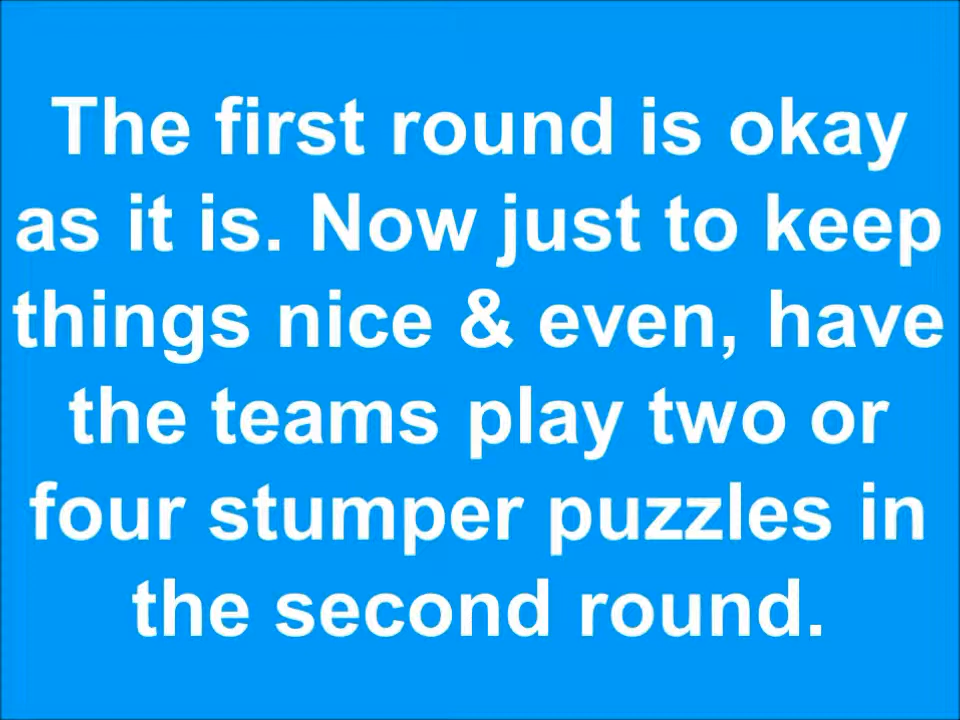 The first round is okay
as it is. Now just to keep
things nice & even, have
the teams play two or
four stumper puzzles in
the second round.